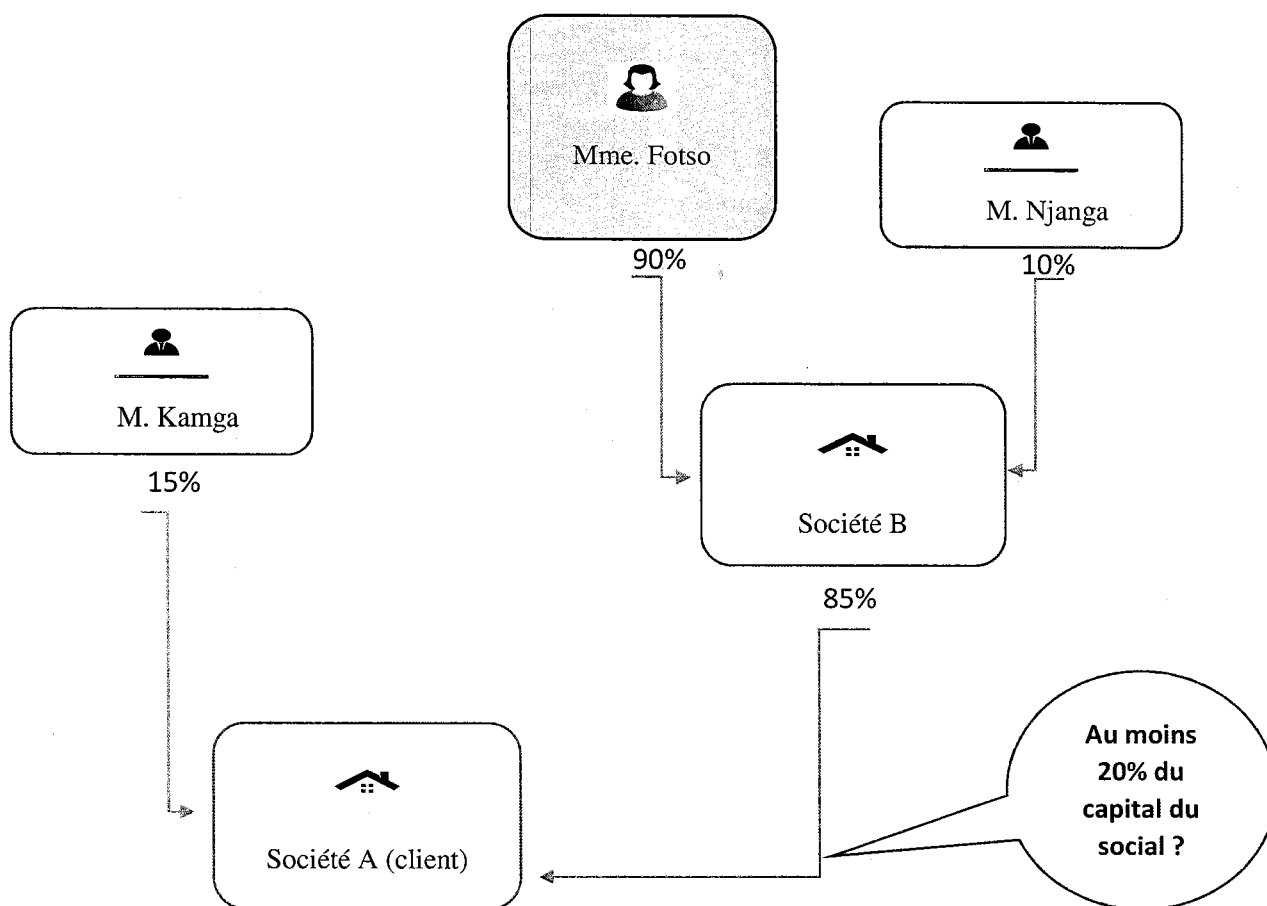 Mme. Fotso
M. Njanga
90%
10%
M. Kamga
15%
Société B
85%
Au moins
20% du
capital du
social ?
Société A (client)